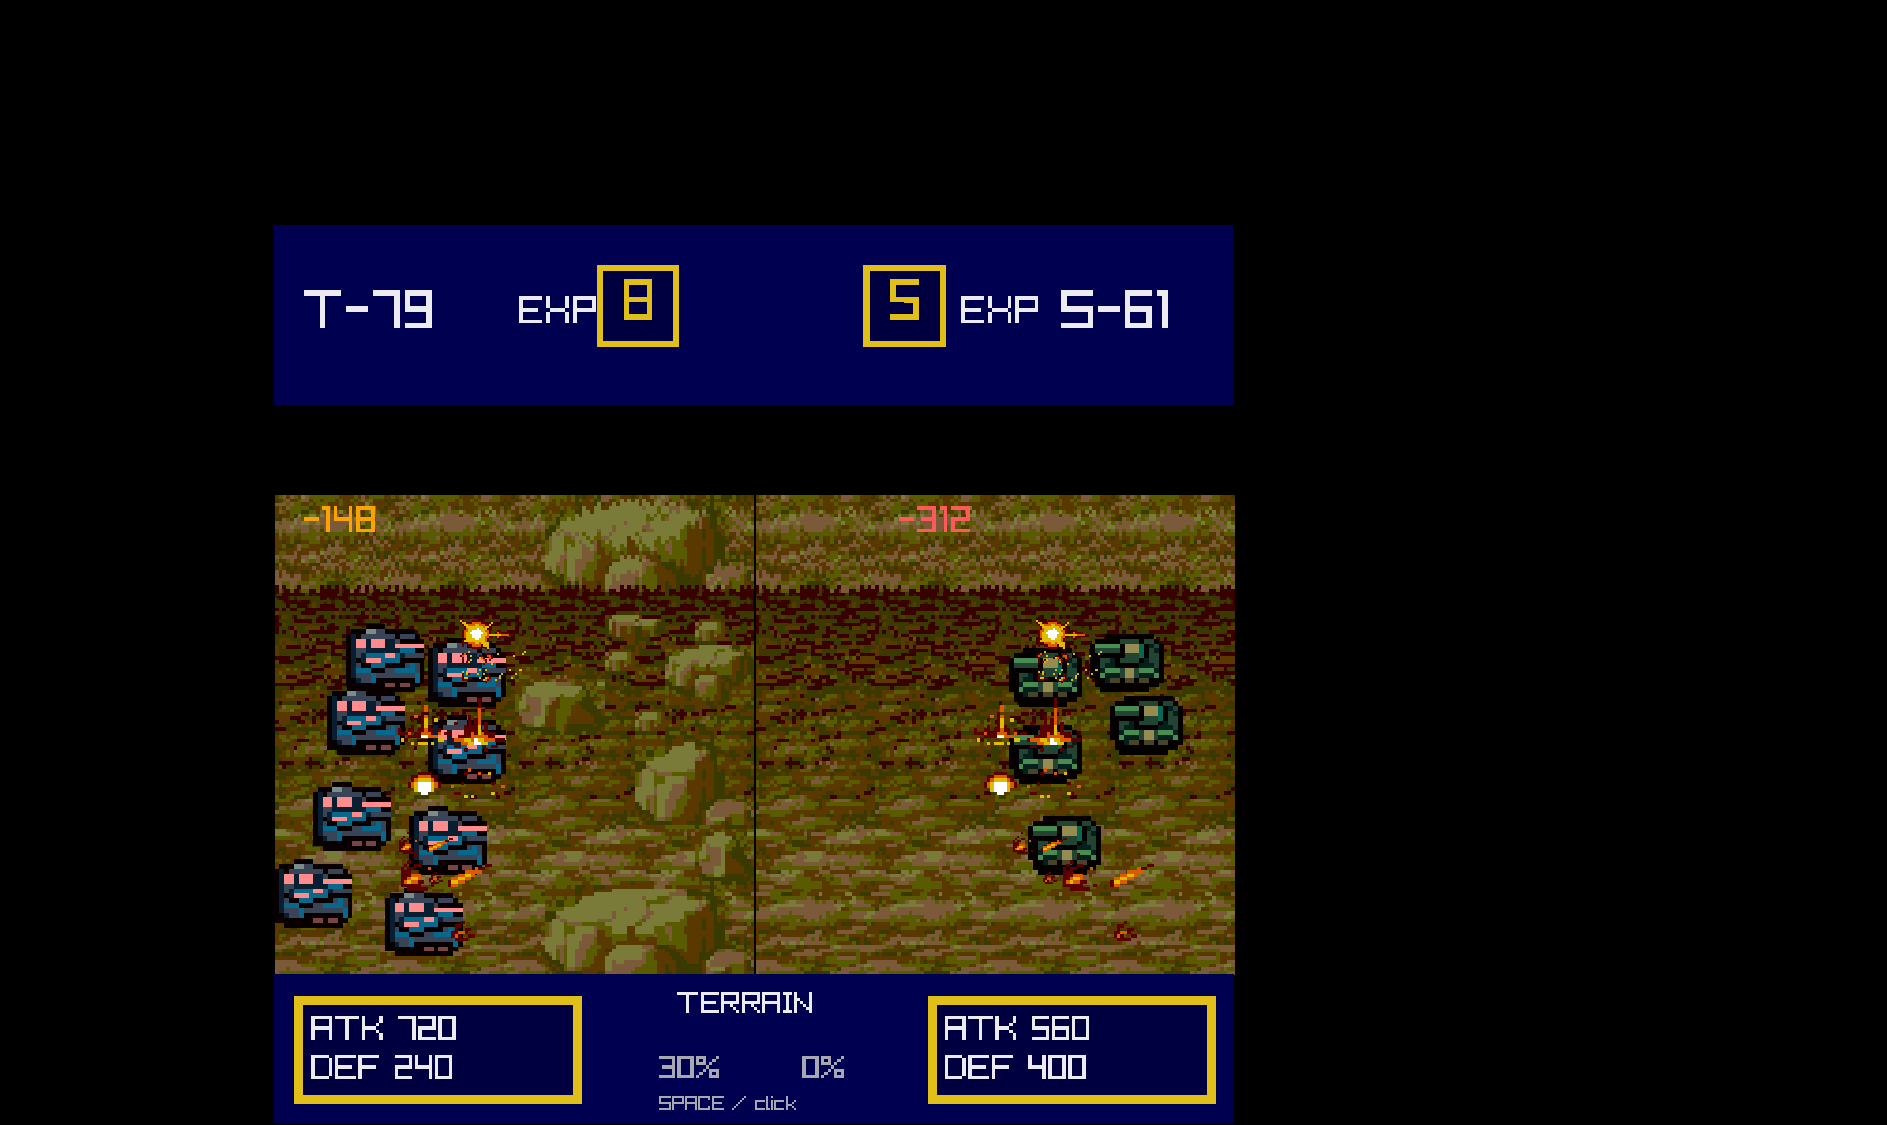 T-79 EXP 8 5 EXP S-61
-148 -312
TERRAIN
ATK 720 ATK 560
DEF 240 30% 0% DEF 400
SPACE / click